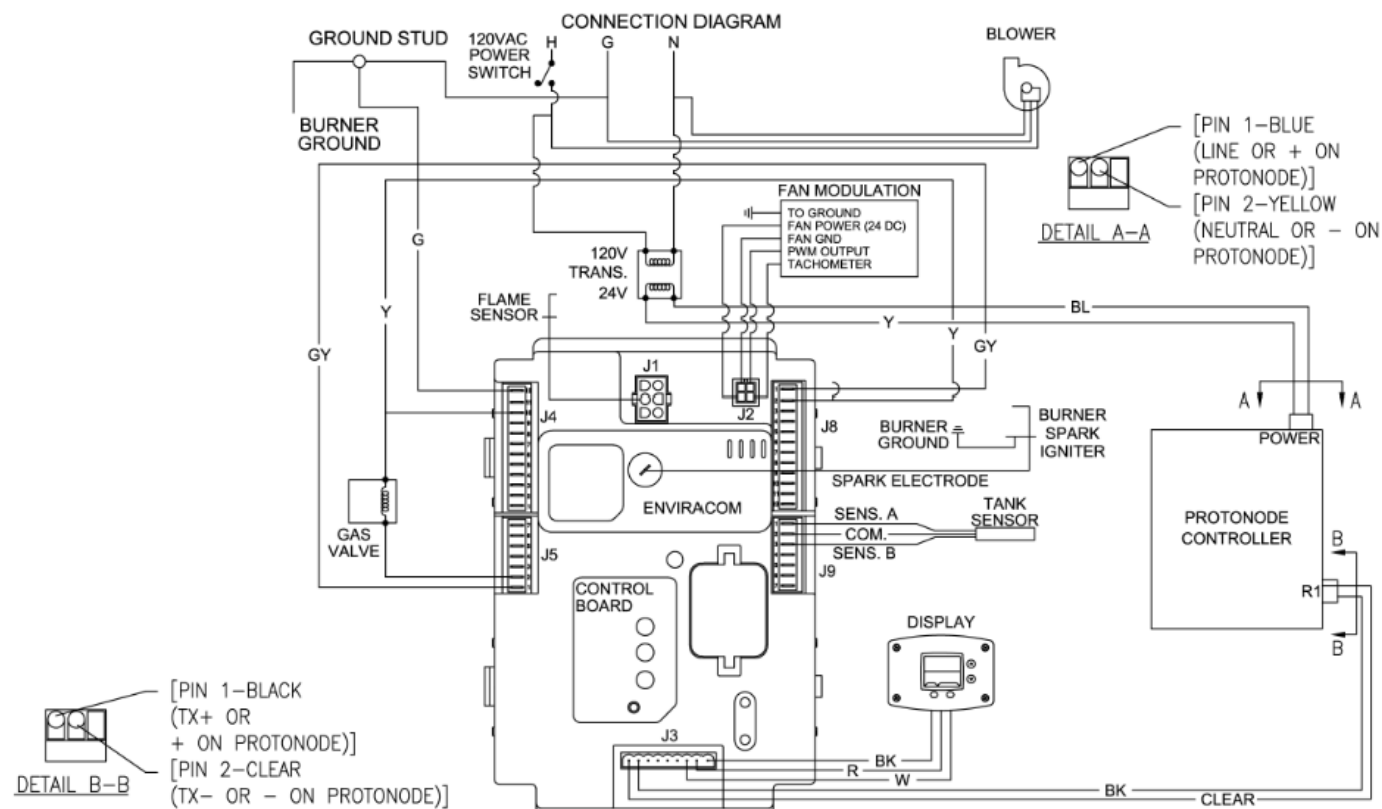 CONNECTION DIAGRAM
GROUND STUD
120VAC
POWER
SWITCH
H
G
N
BLOWER
BURNER
GROUND
[PIN 1-BLUE
(LINE OR + ON
PROTONODE)]
[PIN 2-YELLOW
(NEUTRAL OR - ON
PROTONODE)]
DETAIL A-A
FAN MODULATION
TO GROUND
FAN POWER (24 DC)
FAN GND
PWM OUTPUT
TACHOMETER
G
120V
TRANS.
24V
FLAME
SENSOR
Y
BL
Y
Y
GY
GY
J1
J2
J4
J8
A
A
BURNER
GROUND
BURNER
SPARK
IGNITER
POWER
SPARK ELECTRODE
ENVIRACOM
GAS
VALVE
SENS. A
COM.
SENS. B
TANK
SENSOR
PROTONODE
CONTROLLER
J5
J9
B
R1
B
CONTROL
BOARD
DISPLAY
[PIN 1-BLACK
(TX+ OR
+ ON PROTONODE)]
[PIN 2-CLEAR
(TX- OR - ON PROTONODE)]
DETAIL B-B
J3
BK
R
W
BK
CLEAR